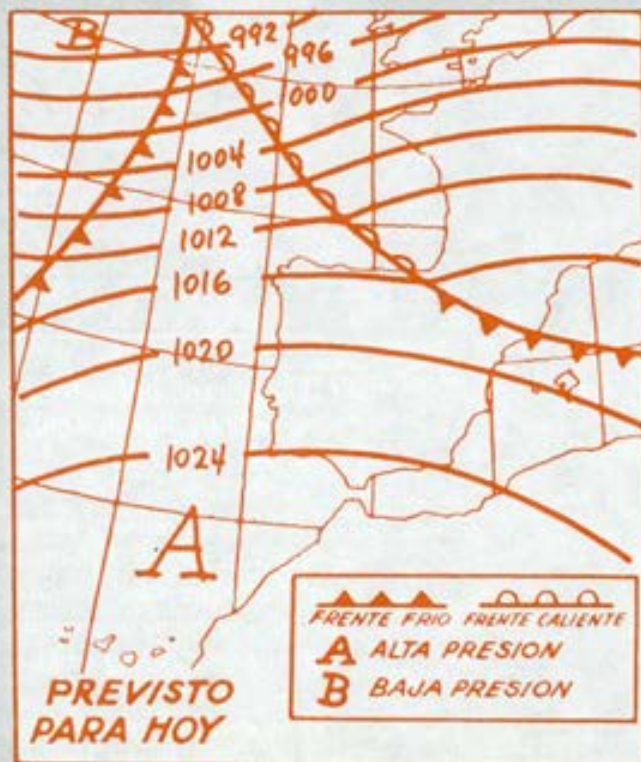 B
992
996
000
1004
1008
1012
1016
1020
1024
A
FRENTE FRIO FRENTE CALIENTE
A ALTA PRESION
B BAJA PRESION
PREVISTO
PARA HOY